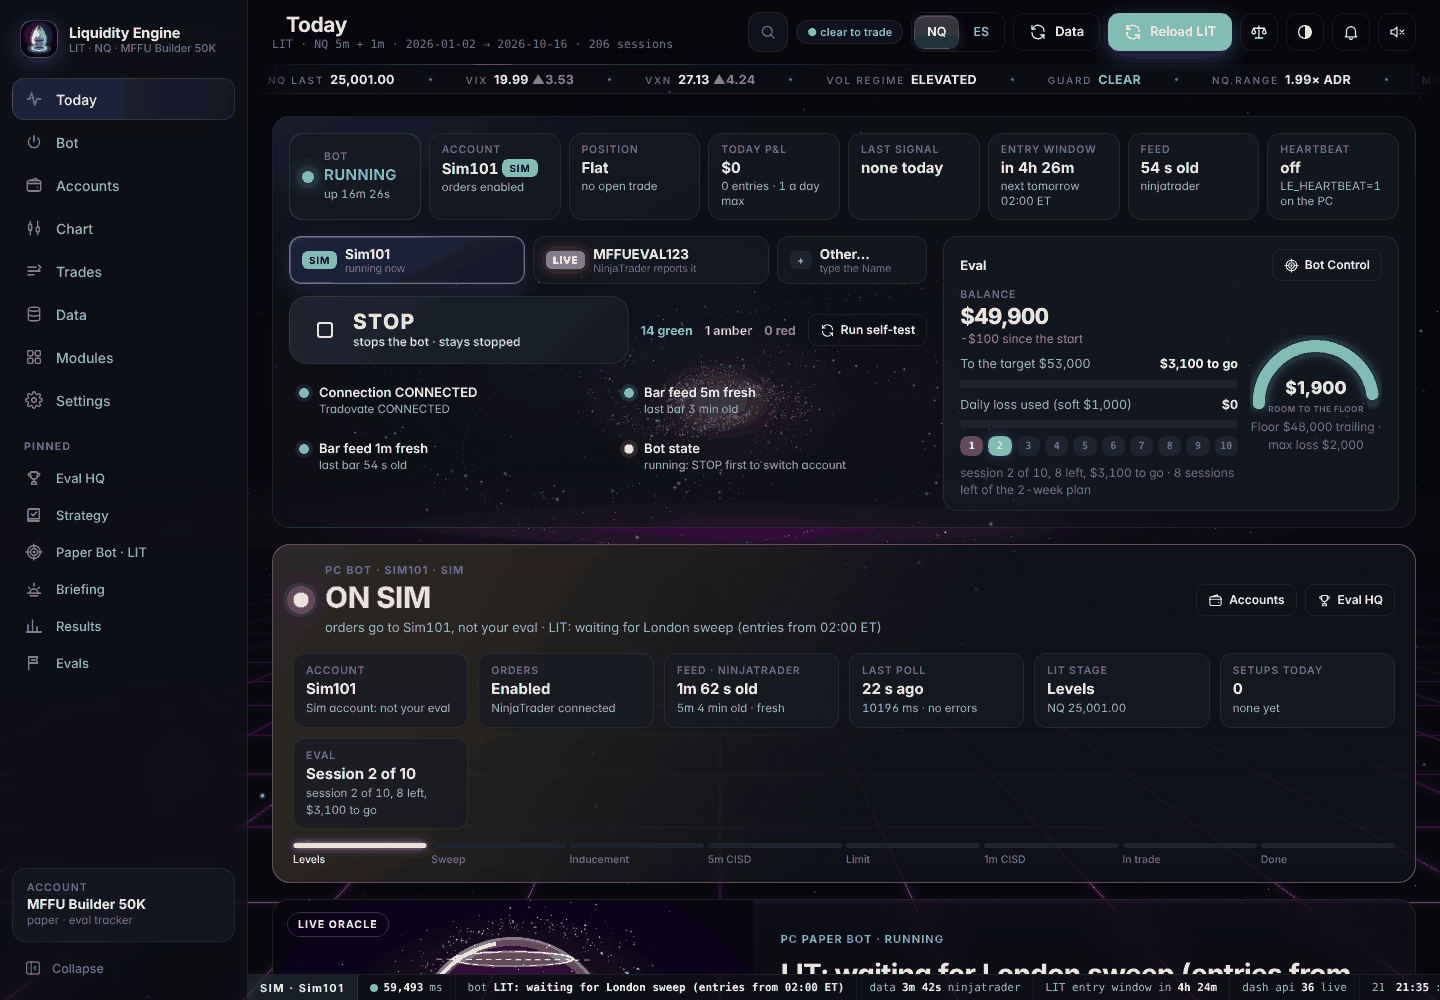 Liquidity Engine
LIT · NQ · MFFU Builder 50K
Today
Bot
Accounts
Chart
Trades
Data
Modules
Settings
PINNED
Eval HQ
Strategy
Paper Bot · LIT
Briefing
Results
Evals
ACCOUNT
MFFU Builder 50K
paper · eval tracker
Collapse
Today
LIT · NQ 5m + 1m · 2026-01-02 → 2026-10-16 · 206 sessions
clear to trade
NQ ES
Data
Reload LIT
NQ LAST 25,001.00 • VIX 19.99 ▲3.53 • VXN 27.13 ▲4.24 • VOL REGIME ELEVATED • GUARD CLEAR • NQ.RANGE 1.99× ADR •
BOT
RUNNING
up 16m 26s
ACCOUNT
Sim101 SIM
orders enabled
POSITION
Flat
no open trade
TODAY P&L
$0
0 entries · 1 a day
max
LAST SIGNAL
none today
ENTRY WINDOW
in 4h 26m
next tomorrow
02:00 ET
FEED
54 s old
ninjatrader
HEARTBEAT
off
LE_HEARTBEAT=1
on the PC
SIM Sim101
running now
LIVE MFFUEVAL123
NinjaTrader reports it
+ Other...
type the Name
STOP
stops the bot · stays stopped
14 green 1 amber 0 red
Run self-test
Connection CONNECTED
Tradovate CONNECTED
Bar feed 5m fresh
last bar 3 min old
Bar feed 1m fresh
last bar 54 s old
Bot state
running: STOP first to switch account
Eval
Bot Control
BALANCE
$49,900
-$100 since the start
To the target $53,000 $3,100 to go
Daily loss used (soft $1,000) $0
1 2 3 4 5 6 7 8 9 10
session 2 of 10, 8 left, $3,100 to go · 8 sessions
left of the 2-week plan
$1,900
ROOM TO THE FLOOR
Floor $48,000 trailing ·
max loss $2,000
PC BOT · SIM101 · SIM
ON SIM
orders go to Sim101, not your eval · LIT: waiting for London sweep (entries from 02:00 ET)
Accounts
Eval HQ
ACCOUNT
Sim101
Sim account: not your eval
ORDERS
Enabled
NinjaTrader connected
FEED · NINJATRADER
1m 62 s old
5m 4 min old · fresh
LAST POLL
22 s ago
10196 ms · no errors
LIT STAGE
Levels
NQ 25,001.00
SETUPS TODAY
0
none yet
EVAL
Session 2 of 10
session 2 of 10, 8 left,
$3,100 to go
Levels Sweep Inducement 5m CISD Limit 1m CISD In trade Done
LIVE ORACLE
PC PAPER BOT · RUNNING
LIT: waiting for London sweep (entries from
SIM · Sim101 59,493 ms bot LIT: waiting for London sweep (entries from 02:00 ET) data 3m 42s ninjatrader LIT entry window in 4h 24m dash api 36 live 21 21:35